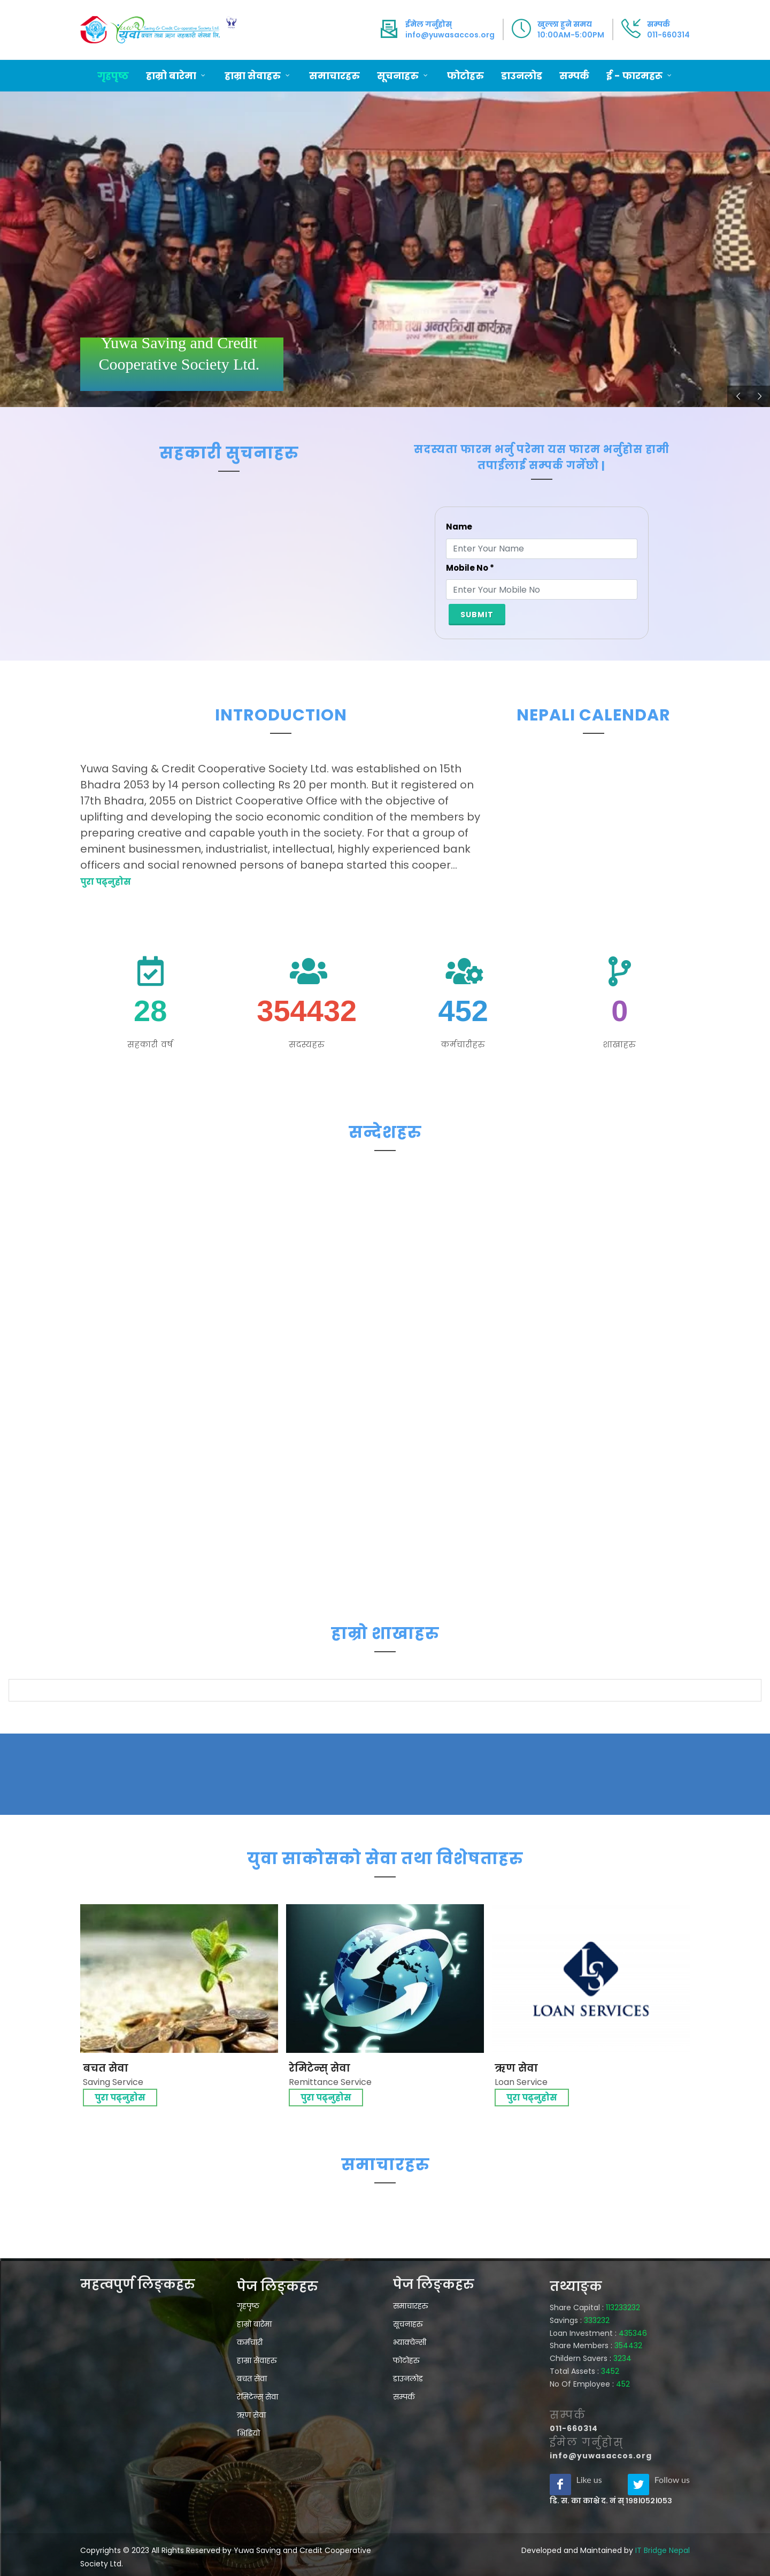 युवा बचत तथा ऋण सहकारी संस्था लि.
ईमेल गर्नुहोस्
info@yuwasaccos.org
खुल्ला हुने समय
10:00AM-5:00PM
सम्पर्क
011-660314
गृहपृष्ठ हाम्रो बारेमा हाम्रा सेवाहरु समाचारहरु सूचनाहरु फोटोहरु डाउनलोड सम्पर्क ई - फारमहरु
Yuwa Saving and Credit
Cooperative Society Ltd.
सहकारी सुचनाहरु
सदस्यता फारम भर्नु परेमा यस फारम भर्नुहोस हामी
तपाईलाई सम्पर्क गर्नेछौ |
Name
Enter Your Name
Mobile No *
Enter Your Mobile No
SUBMIT
INTRODUCTION
Yuwa Saving & Credit Cooperative Society Ltd. was established on 15th
Bhadra 2053 by 14 person collecting Rs 20 per month. But it registered on
17th Bhadra, 2055 on District Cooperative Office with the objective of
uplifting and developing the socio economic condition of the members by
preparing creative and capable youth in the society. For that a group of
eminent businessmen, industrialist, intellectual, highly experienced bank
officers and social renowned persons of banepa started this cooper...
पुरा पढ्नुहोस
NEPALI CALENDAR
28
सहकारी वर्ष
354432
सदस्यहरु
452
कर्मचारीहरु
0
शाखाहरु
सन्देशहरु
हाम्रो शाखाहरु
युवा साकोसको सेवा तथा विशेषताहरु
बचत सेवा
Saving Service
पुरा पढ्नुहोस
रेमिटेन्स् सेवा
Remittance Service
पुरा पढ्नुहोस
LS
LOAN SERVICES
ऋण सेवा
Loan Service
पुरा पढ्नुहोस
समाचारहरु
महत्वपुर्ण लिङ्कहरु
पेज लिङ्कहरु
गृहपृष्ठ
हाम्रो बारेमा
कर्मचारी
हाम्रा सेवाहरु
बचत सेवा
रेमिटेन्स् सेवा
ऋण सेवा
भिडियो
पेज लिङ्कहरु
समाचारहरु
सूचनाहरु
भ्याक्येन्सी
फोटोहरु
डाउनलोड
सम्पर्क
तथ्याङ्क
Share Capital : 113233232
Savings : 333232
Loan Investment : 435346
Share Members : 354432
Childern Savers : 3234
Total Assets : 3452
No Of Employee : 452
सम्पर्क
011-660314
ईमेल गर्नुहोस्
info@yuwasaccos.org
Like us
Follow us
डि. स. का काभ्रे द. नं स् 198|052|053
Copyrights © 2023 All Rights Reserved by Yuwa Saving and Credit Cooperative
Society Ltd.
Developed and Maintained by IT Bridge Nepal